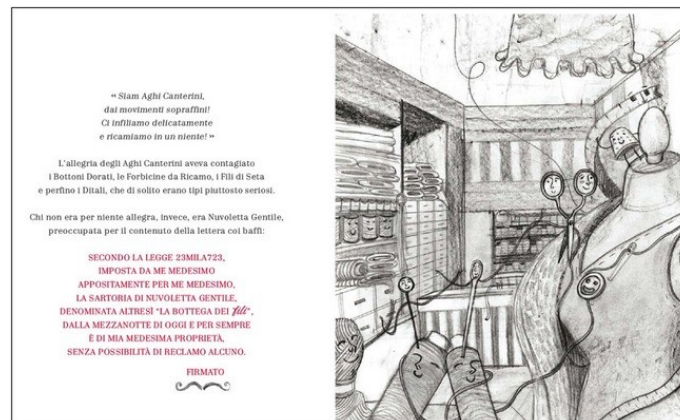 “ Siam Aghi Canterini,
dai movimenti sopraffini!
Ci infiliamo delicatamente
e ricamiamo in un niente! ”
L'allegria degli Aghi Canterini aveva contagiato
i Bottoni Dorati, le Forbicine da Ricamo, i Fili di Seta
e perfino i Ditali, che di solito erano tipi piuttosto seriosi.
Chi non era per niente allegra, invece, era Nuvoletta Gentile,
preoccupata per il contenuto della lettera coi baffi:
SECONDO LA LEGGE 23MILA723,
IMPOSTA DA ME MEDESIMO
APPOSITAMENTE PER ME MEDESIMO,
LA SARTORIA DI NUVOLETTA GENTILE,
DENOMINATA ALTRESÌ "LA BOTTEGA DEI fili",
DALLA MEZZANOTTE DI OGGI E PER SEMPRE
È DI MIA MEDESIMA PROPRIETÀ,
SENZA POSSIBILITÀ DI RECLAMO ALCUNO.
FIRMATO